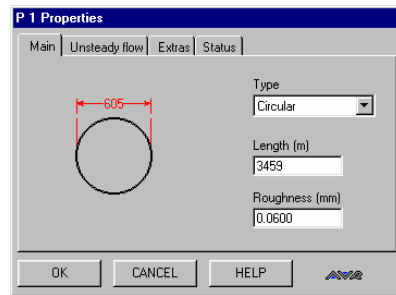 P 1 Properties
Main Unsteady flow Extras Status
605
Type
Circular
Length (m)
3459
Roughness (mm)
0.0600
OK CANCEL HELP